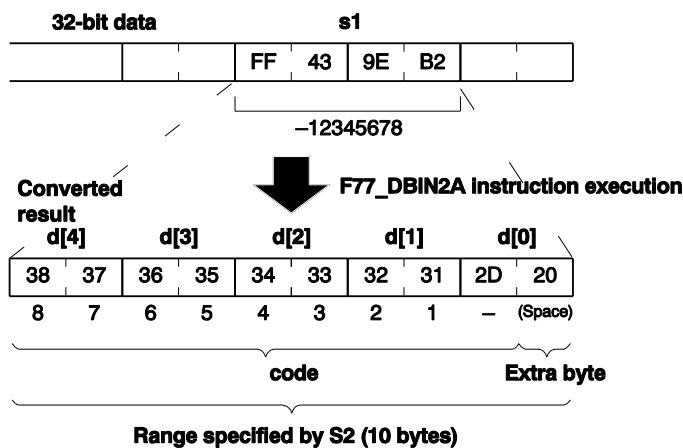 32-bit data s1
FF 43 9E B2
–12345678
F77_DBIN2A instruction execution
Converted
result
d[4] d[3] d[2] d[1] d[0]
38 37 36 35 34 33 32 31 2D 20
8 7 6 5 4 3 2 1 – (Space)
code Extra byte
Range specified by S2 (10 bytes)